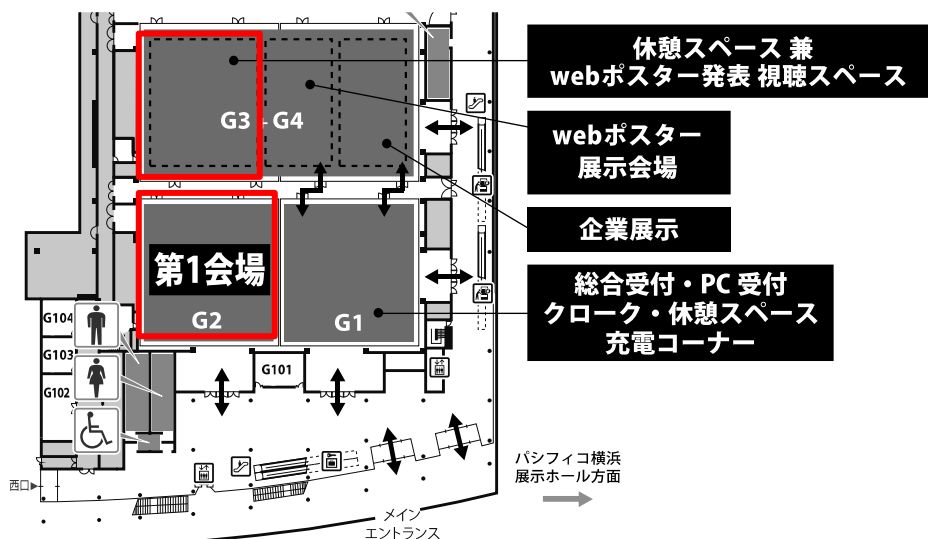 休憩スペース 兼
webポスター発表 視聴スペース
G3 - G4
webポスター
展示会場
企業展示
第1会場
総合受付・PC 受付
クローク・休憩スペース
充電コーナー
G2
G1
G104
G103
G102
G101
パシフィコ横浜
展示ホール方面
西口
メイン
エントランス